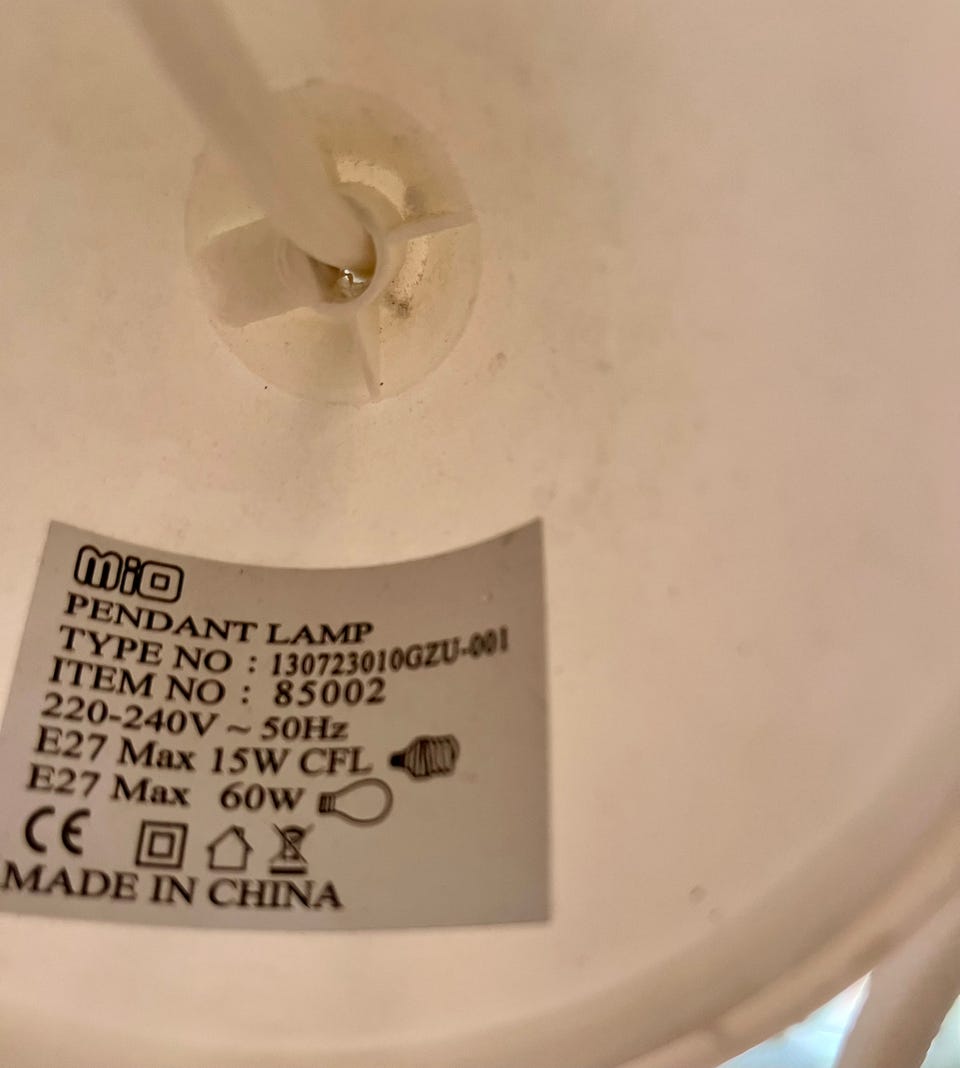 mio
PENDANT LAMP
TYPE NO : 130723010GZU-001
ITEM NO : 85002
220-240V ~ 50Hz
E27 Max 15W CFL
E27 Max 60W
CE
MADE IN CHINA